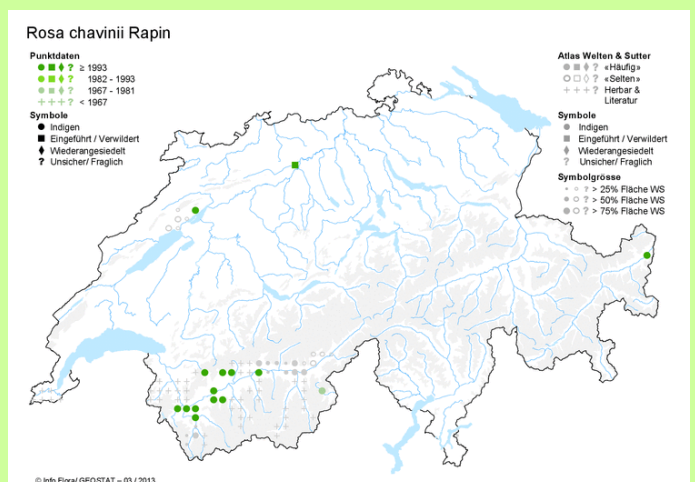 Rosa chavinii Rapin
Punktdaten
? ≥ 1993
? 1982 - 1993
? 1967 - 1981
+++? < 1967
Symbole
Indigen
Eingeführt / Verwildert
Wiederangesiedelt
? Unsicher/ Fraglich
Atlas Welten & Sutter
? «Häufig»
? «Selten»
+++? Herbar &
Literatur
Symbole
Indigen
Eingeführt / Verwildert
Wiederangesiedelt
? Unsicher/ Fraglich
Symbolgrösse
? > 25% Fläche WS
? > 50% Fläche WS
? > 75% Fläche WS
© Info Flora/ GEOSTAT – 03 / 2013